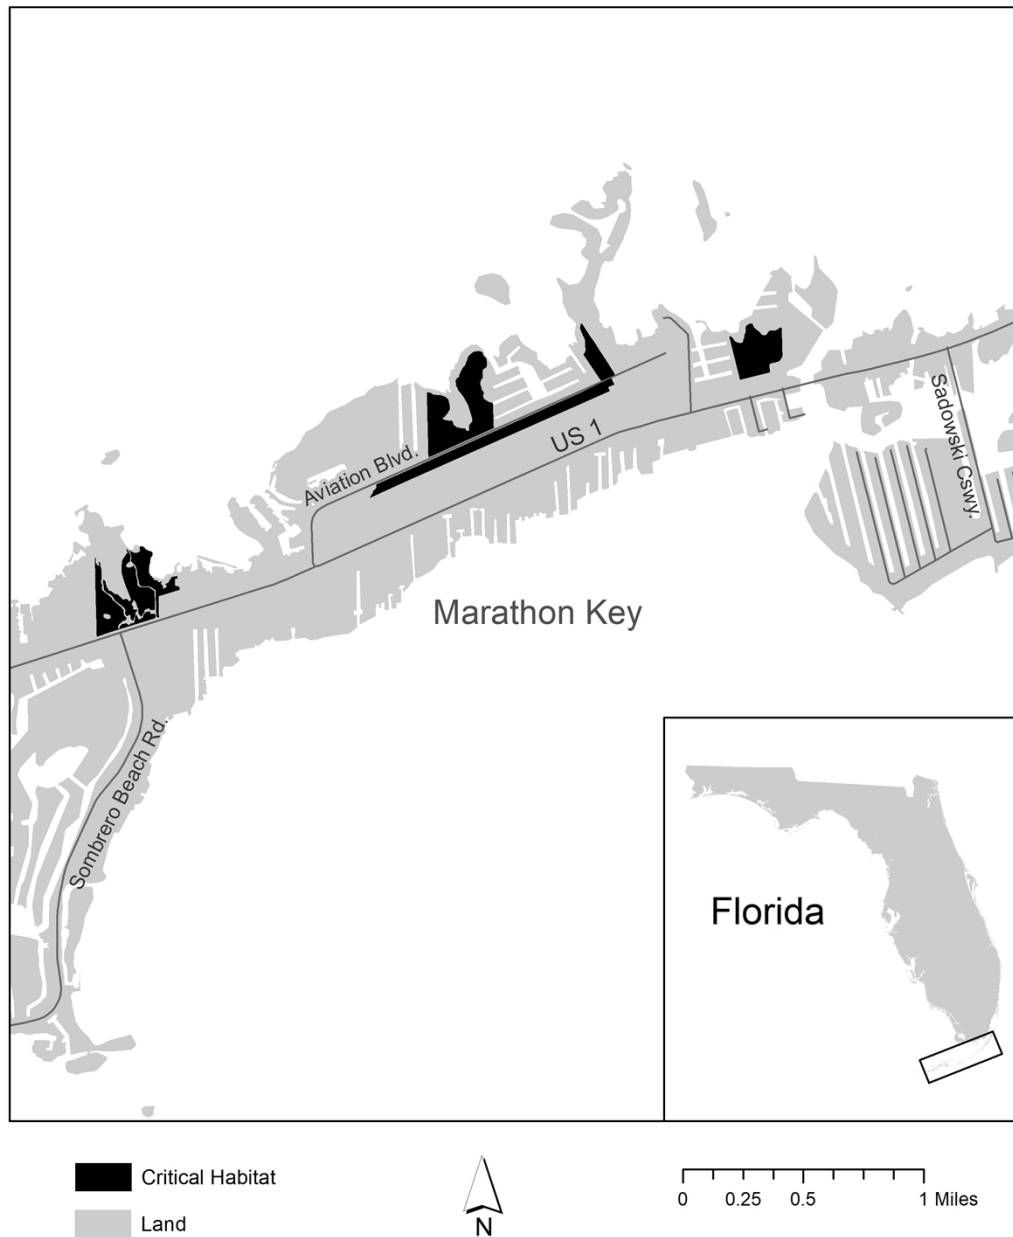 Aviation Blvd.
US 1
Sadowski Cswy.
Marathon Key
Sombrero Beach Rd.
Florida
Critical Habitat
Land
N
0 0.25 0.5 1 Miles